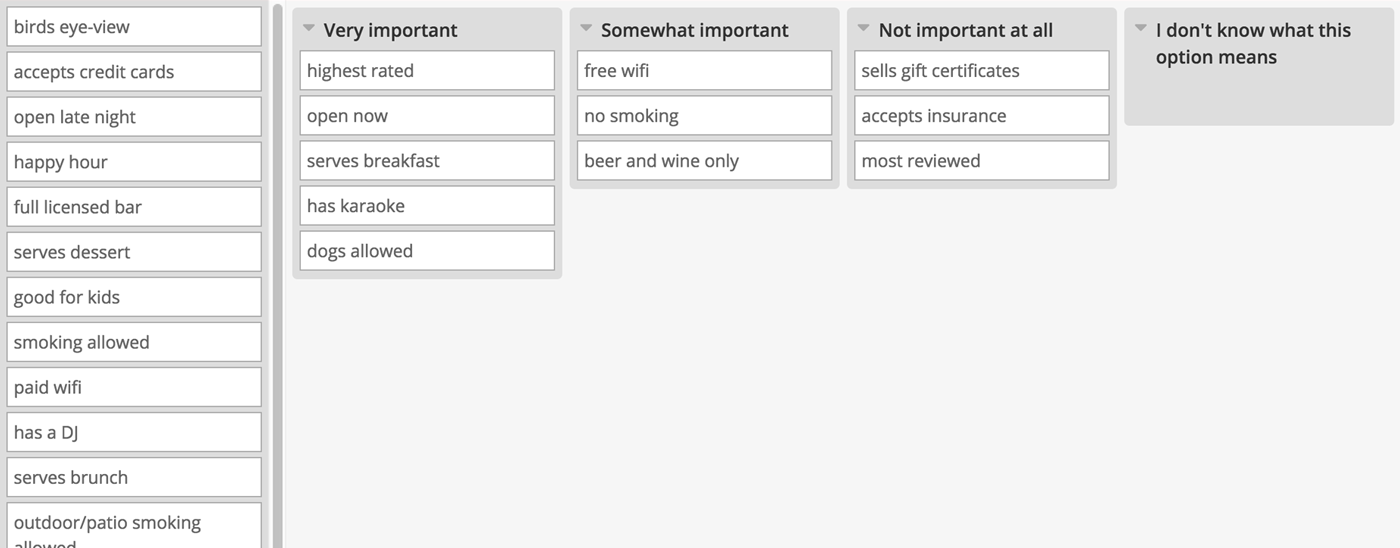 birds eye-view
accepts credit cards
open late night
happy hour
full licensed bar
serves dessert
good for kids
smoking allowed
paid wifi
has a DJ
serves brunch
outdoor/patio smoking
allowed
Very important
highest rated
open now
serves breakfast
has karaoke
dogs allowed
Somewhat important
free wifi
no smoking
beer and wine only
Not important at all
sells gift certificates
accepts insurance
most reviewed
I don't know what this
option means